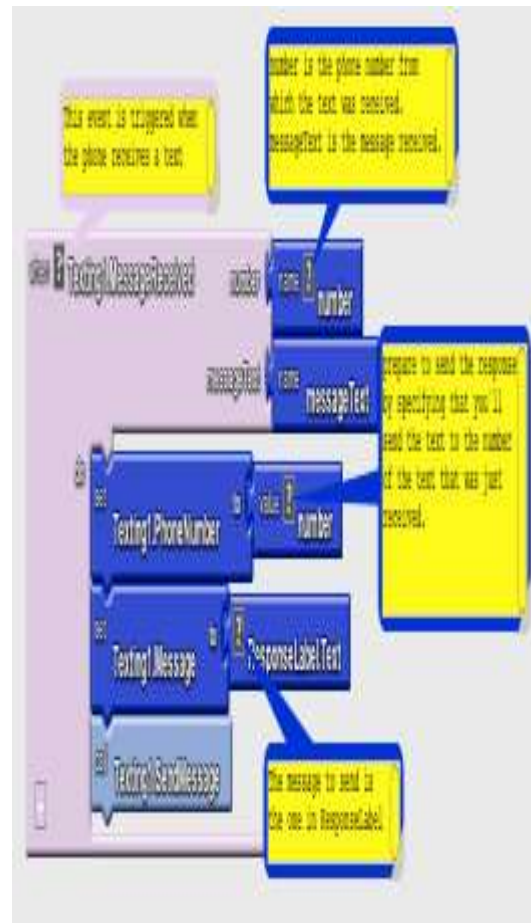 This event is triggered when
the phone receives a text
number is the phone number from
which the text was received.
messageText is the message received.
when ? Texting1.MessageReceived
number
name ? number
messageText
name messageText
prepare to send the response
by specifying that you'll
send the text to the number
of the text that was just
received.
do
set Texting1.PhoneNumber to
value ? number
set Texting1.Message to
? ResponseLabel.Text
call Texting1.SendMessage
The message to send is
the one in ResponseLabel